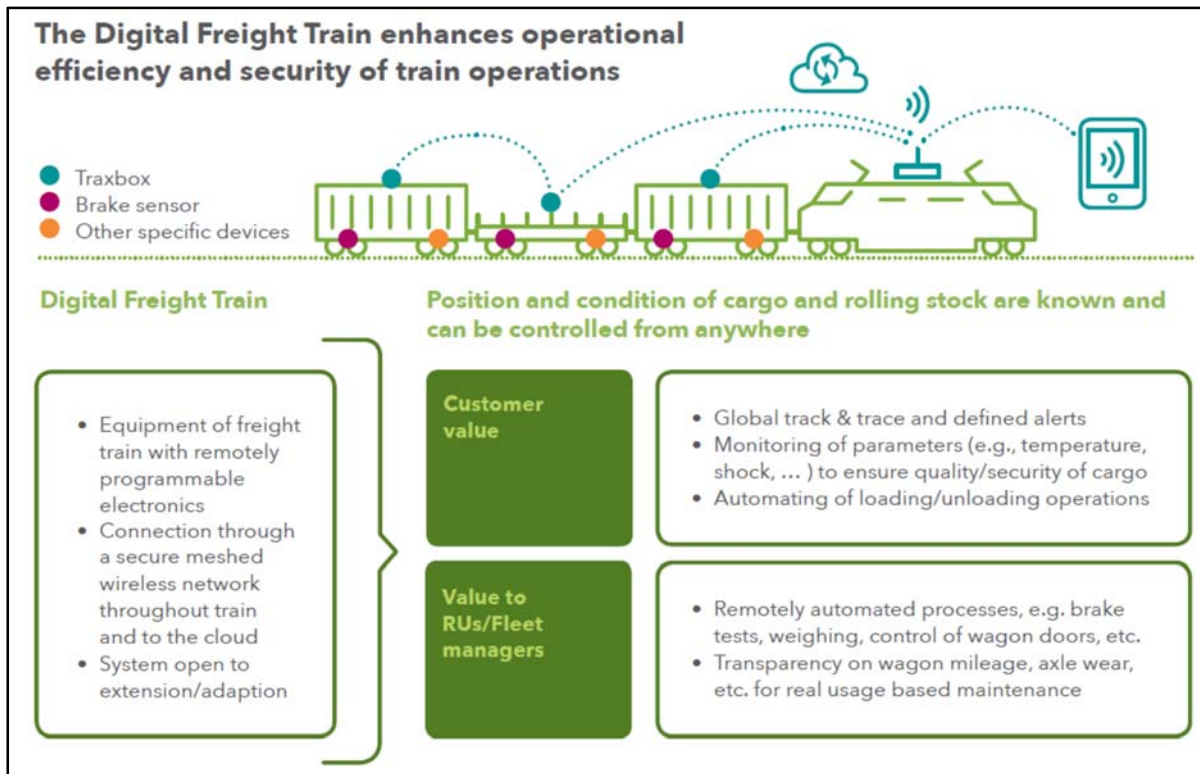 The Digital Freight Train enhances operational
efficiency and security of train operations
Traxbox
Brake sensor
Other specific devices
Digital Freight Train
Position and condition of cargo and rolling stock are known and
can be controlled from anywhere
• Equipment of freight
train with remotely
programmable
electronics
• Connection through
a secure meshed
wireless network
throughout train
and to the cloud
• System open to
extension/adaption
Customer
value
• Global track & trace and defined alerts
• Monitoring of parameters (e.g., temperature,
shock, ... ) to ensure quality/security of cargo
• Automating of loading/unloading operations
Value to
RUs/Fleet
managers
• Remotely automated processes, e.g. brake
tests, weighing, control of wagon doors, etc.
• Transparency on wagon mileage, axle wear,
etc. for real usage based maintenance